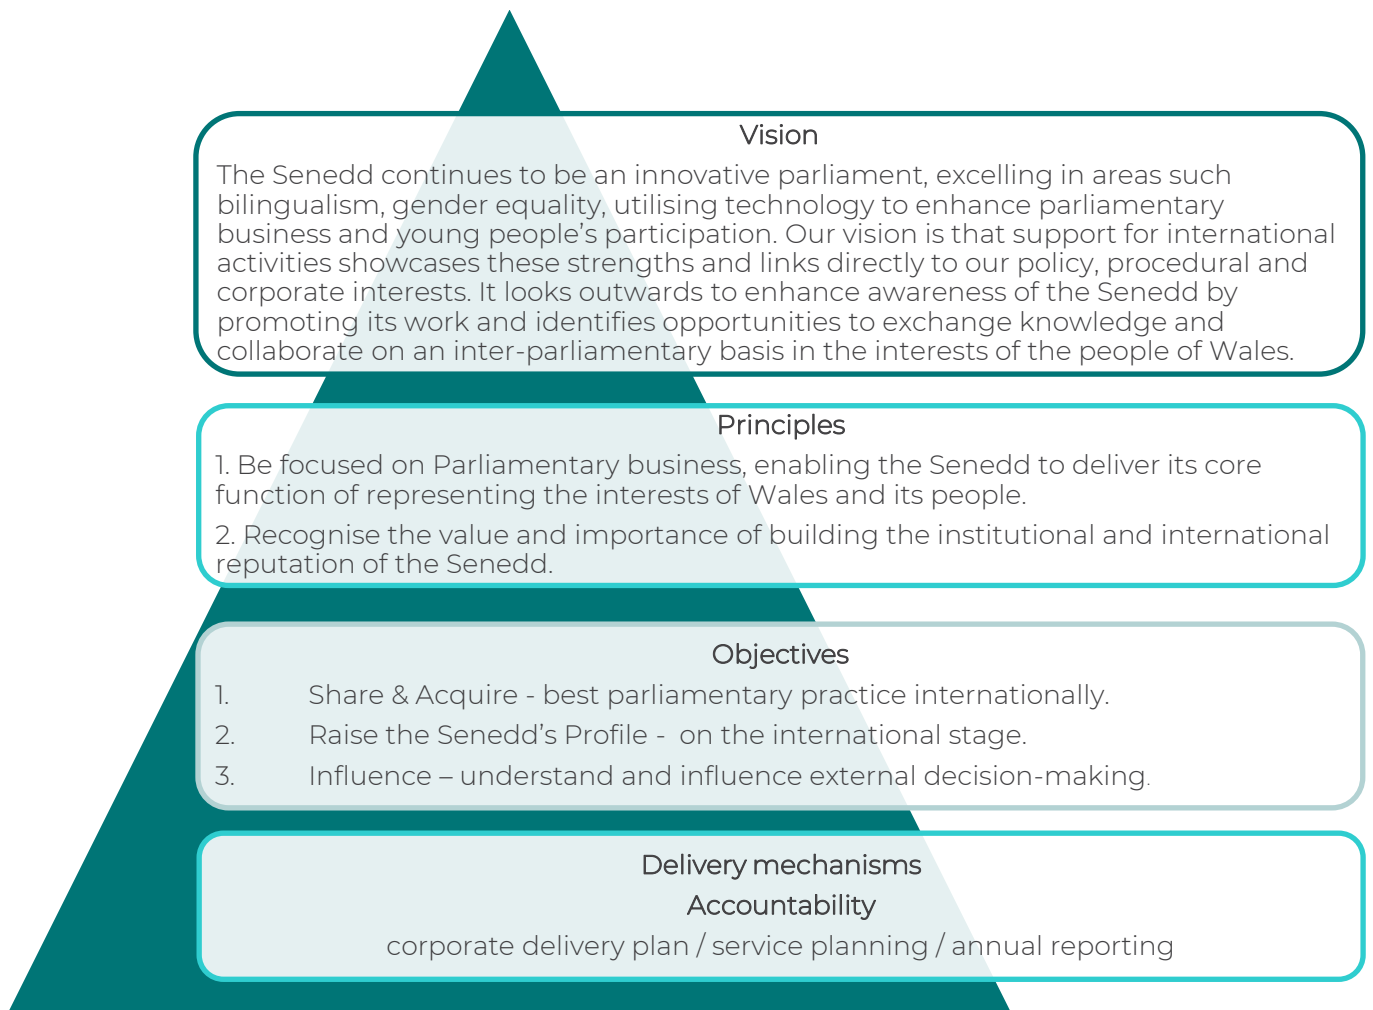 Vision
The Senedd continues to be an innovative parliament, excelling in areas such
bilingualism, gender equality, utilising technology to enhance parliamentary
business and young people’s participation. Our vision is that support for international
activities showcases these strengths and links directly to our policy, procedural and
corporate interests. It looks outwards to enhance awareness of the Senedd by
promoting its work and identifies opportunities to exchange knowledge and
collaborate on an inter-parliamentary basis in the interests of the people of Wales.
Principles
1. Be focused on Parliamentary business, enabling the Senedd to deliver its core
function of representing the interests of Wales and its people.
2. Recognise the value and importance of building the institutional and international
reputation of the Senedd.
Objectives
1. Share & Acquire - best parliamentary practice internationally.
2. Raise the Senedd’s Profile - on the international stage.
3. Influence – understand and influence external decision-making.
Delivery mechanisms
Accountability
corporate delivery plan / service planning / annual reporting